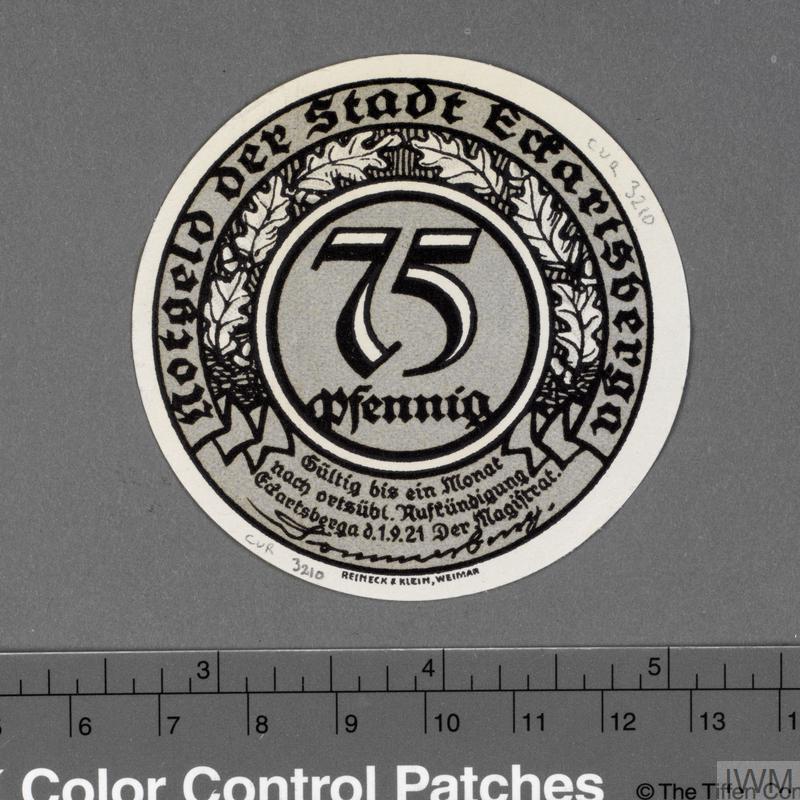 Notgeld der Stadt Eckartsberga
CUR 3210
75
Pfennig
Gültig bis ein Monat
nach ortsübl. Aufkündigung
Eckartsberga d. 1.9.21 Der Magistrat.
CUR 3210
REINECK & KLEIN, WEIMAR
3 4 5
6 7 8 9 10 11 12 13
Color Control Patches
© The Tiffen
IWM